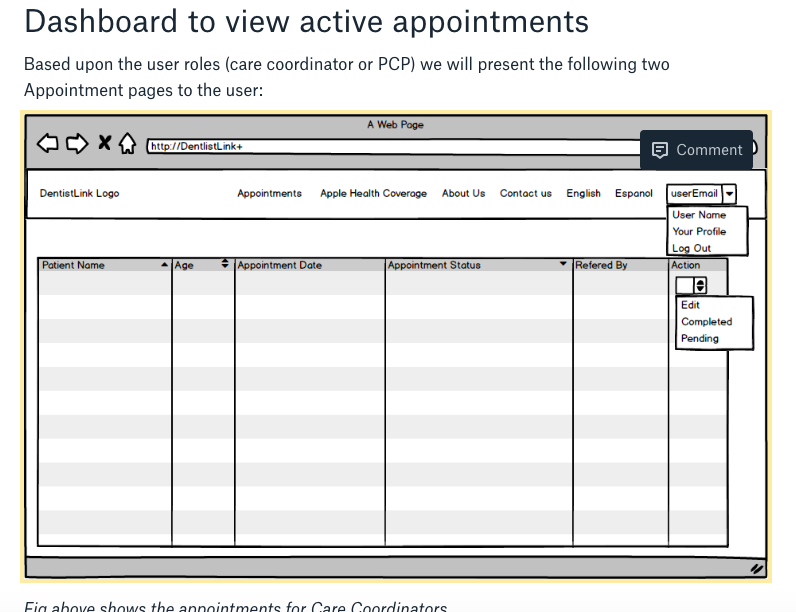 Dashboard to view active appointments
Based upon the user roles (care coordinator or PCP) we will present the following two
Appointment pages to the user:
A Web Page
http://DentlistLink+
Comment
DentistLink Logo Appointments Apple Health Coverage About Us Contact us English Espanol userEmail
User Name
Your Profile
Log Out
Patient Name Age Appointment Date Appointment Status Refered By Action
Edit
Completed
Pending
Fig above shows the appointments for Care Coordinators